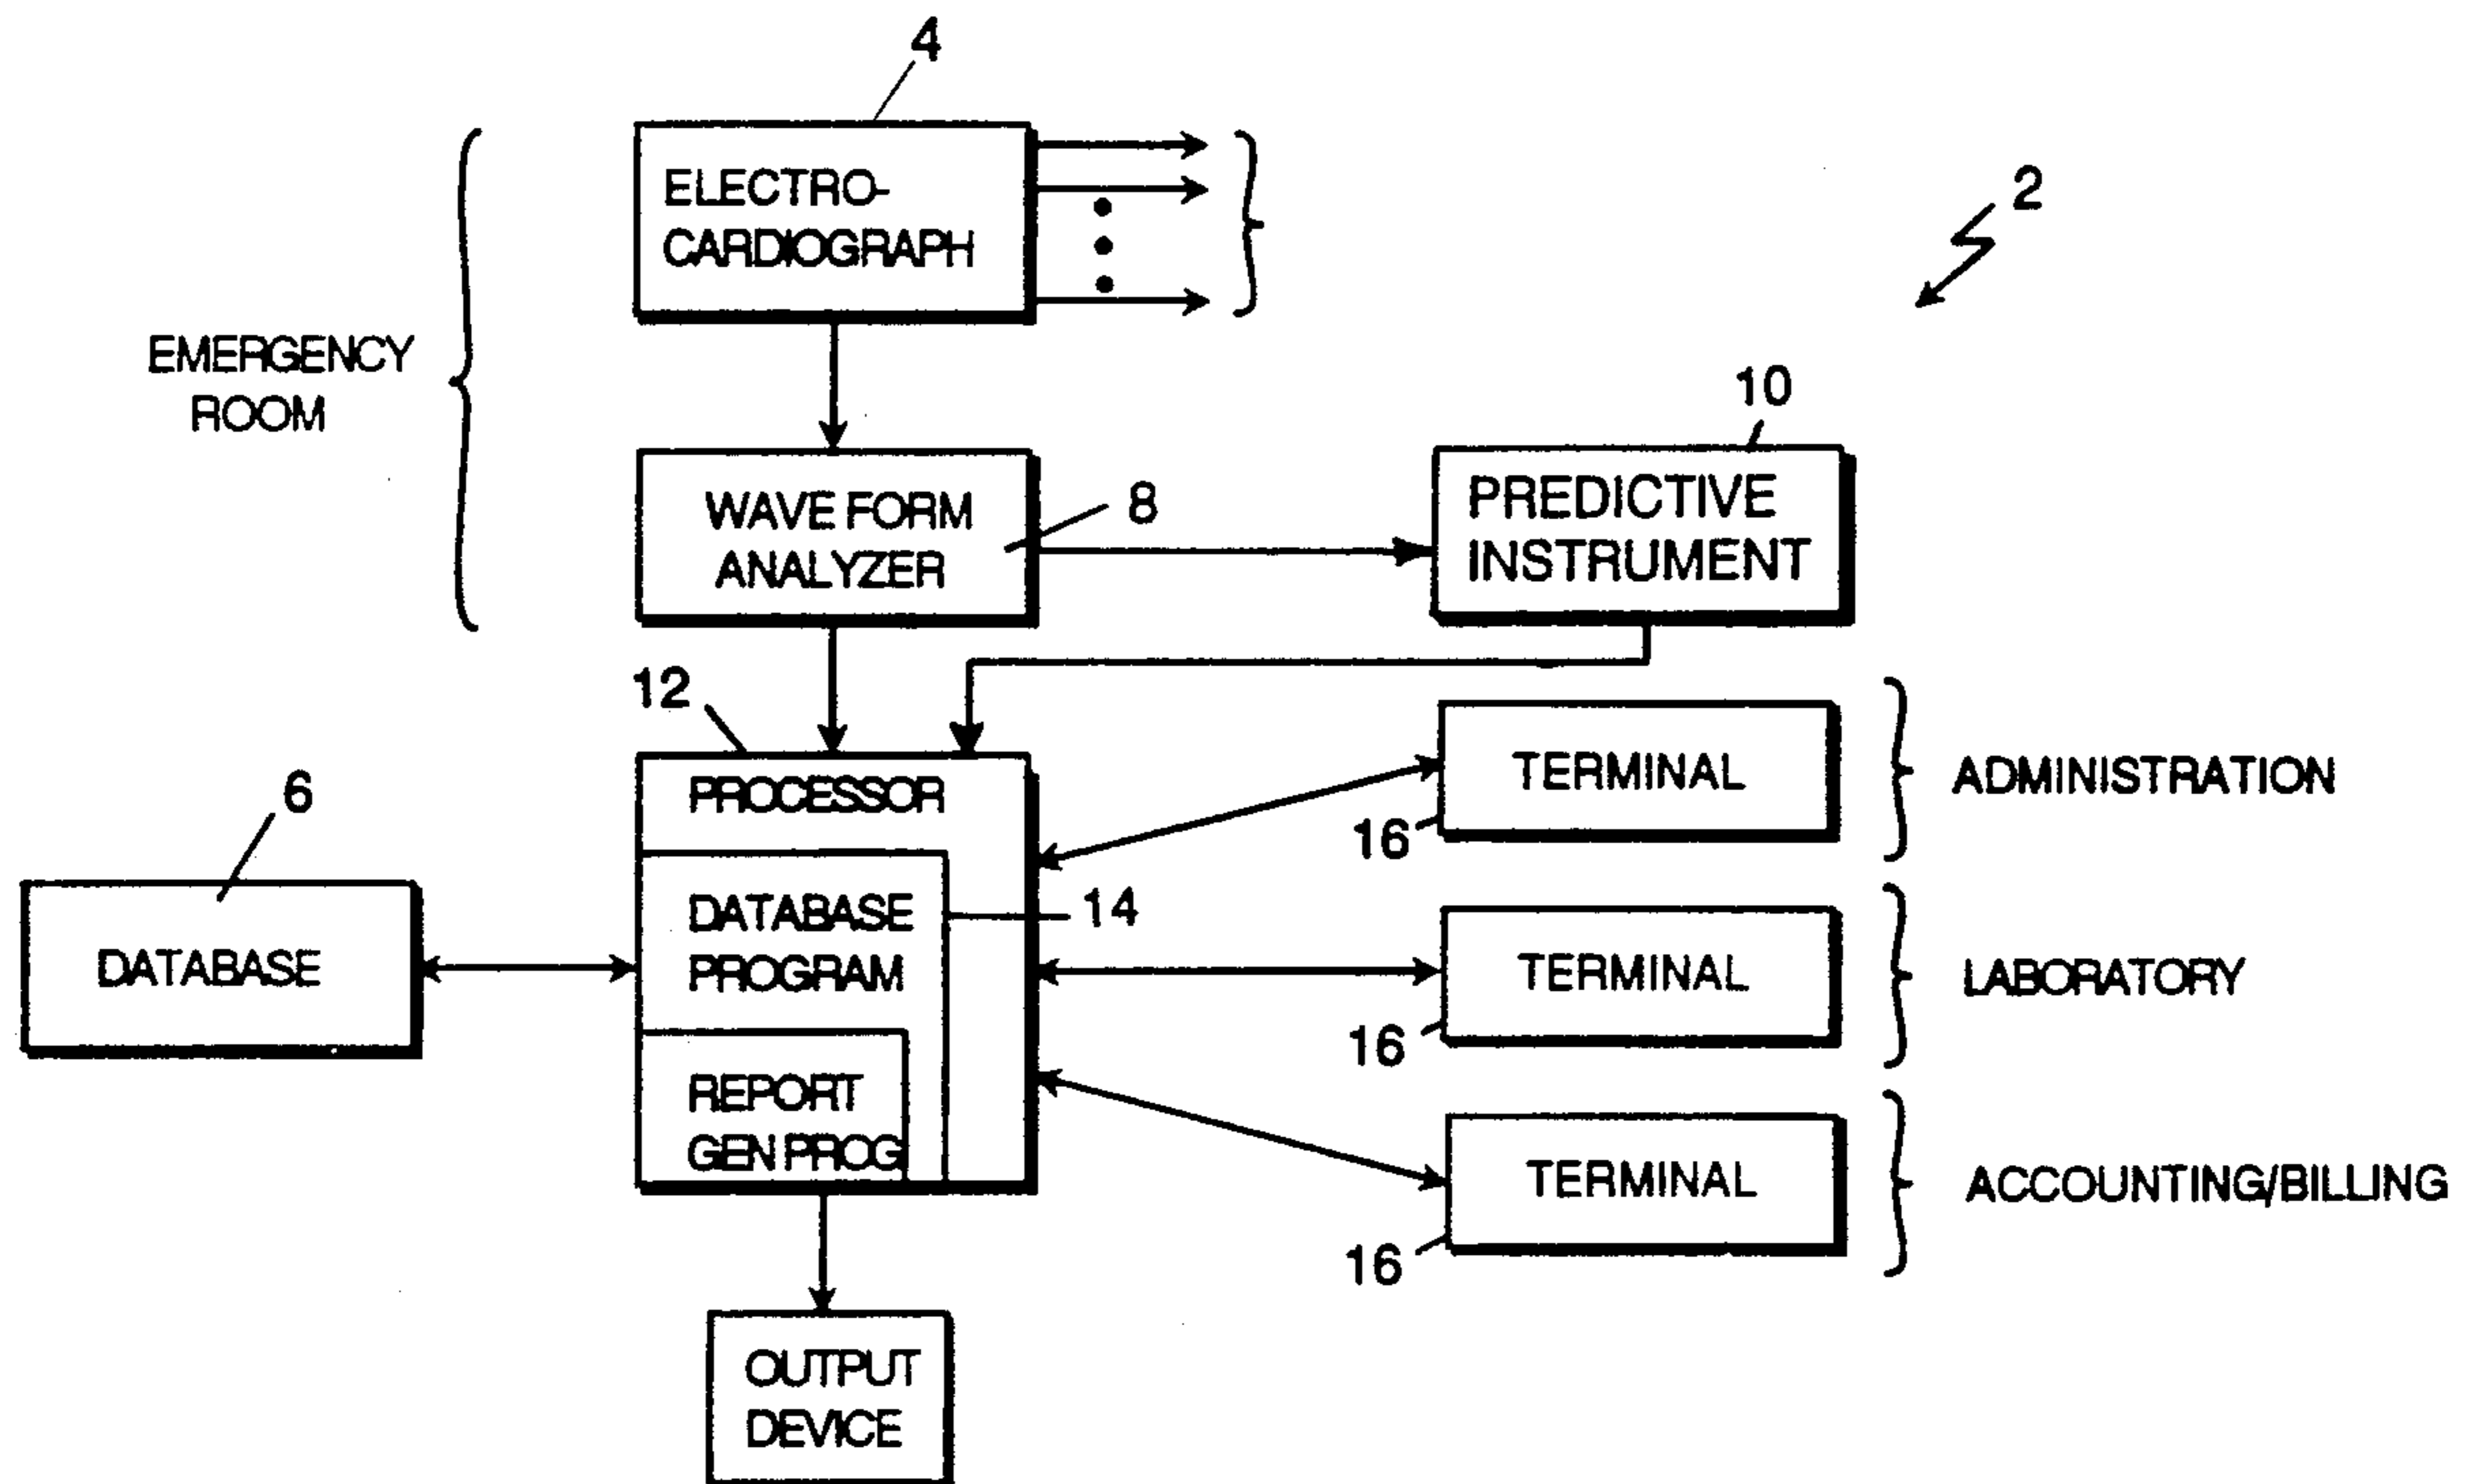 4
ELECTRO-
CARDIOGRAPH
2
EMERGENCY
ROOM
10
WAVE FORM
ANALYZER
8
PREDICTIVE
INSTRUMENT
12
PROCESSOR
TERMINAL
16
ADMINISTRATION
6
DATABASE
DATABASE
PROGRAM
14
TERMINAL
16
LABORATORY
REPORT
GEN PROG
TERMINAL
16
ACCOUNTING/BILLING
OUTPUT
DEVICE